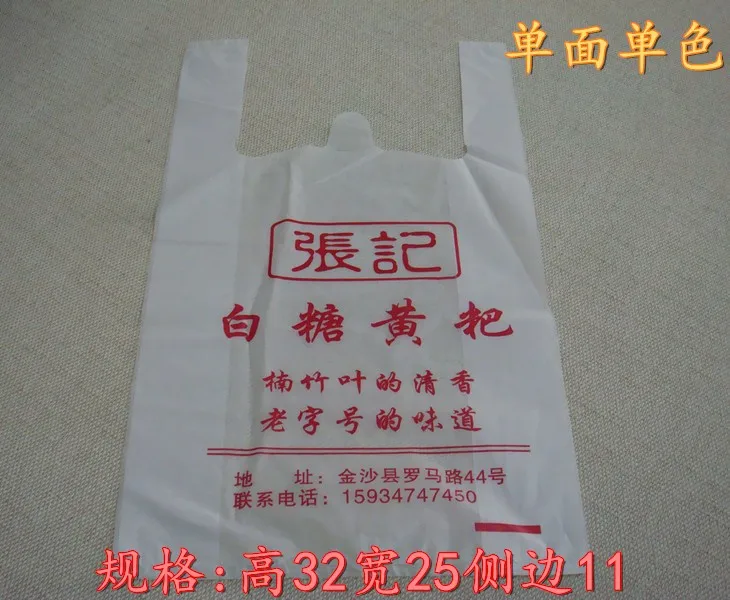 单面单色
張記
白糖黄粑
楠竹叶的清香
老字号的味道
地 址：金沙县罗马路44号
联系电话：15934747450
规格:高32宽25侧边11